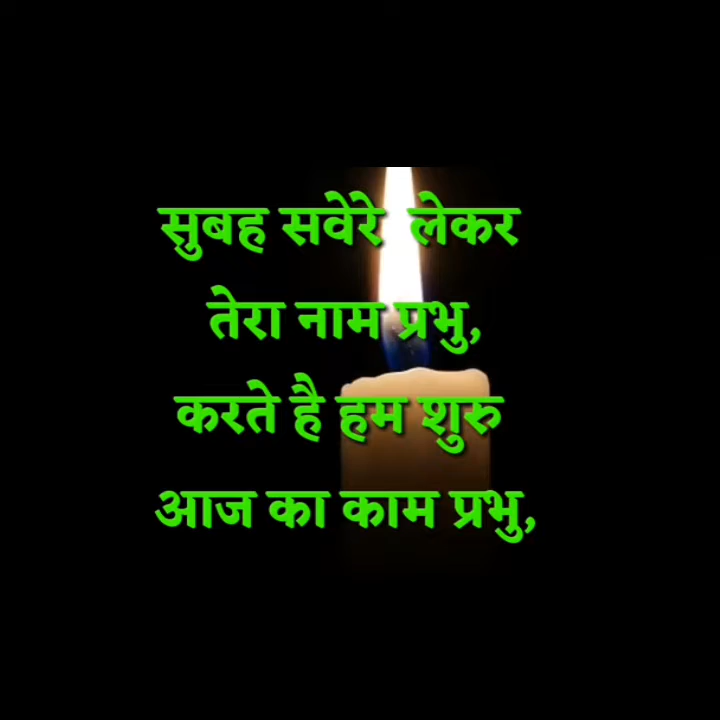 सुबह सवेरे लेकर
तेरा नाम प्रभु,
करते है हम शुरु
आज का काम प्रभु,